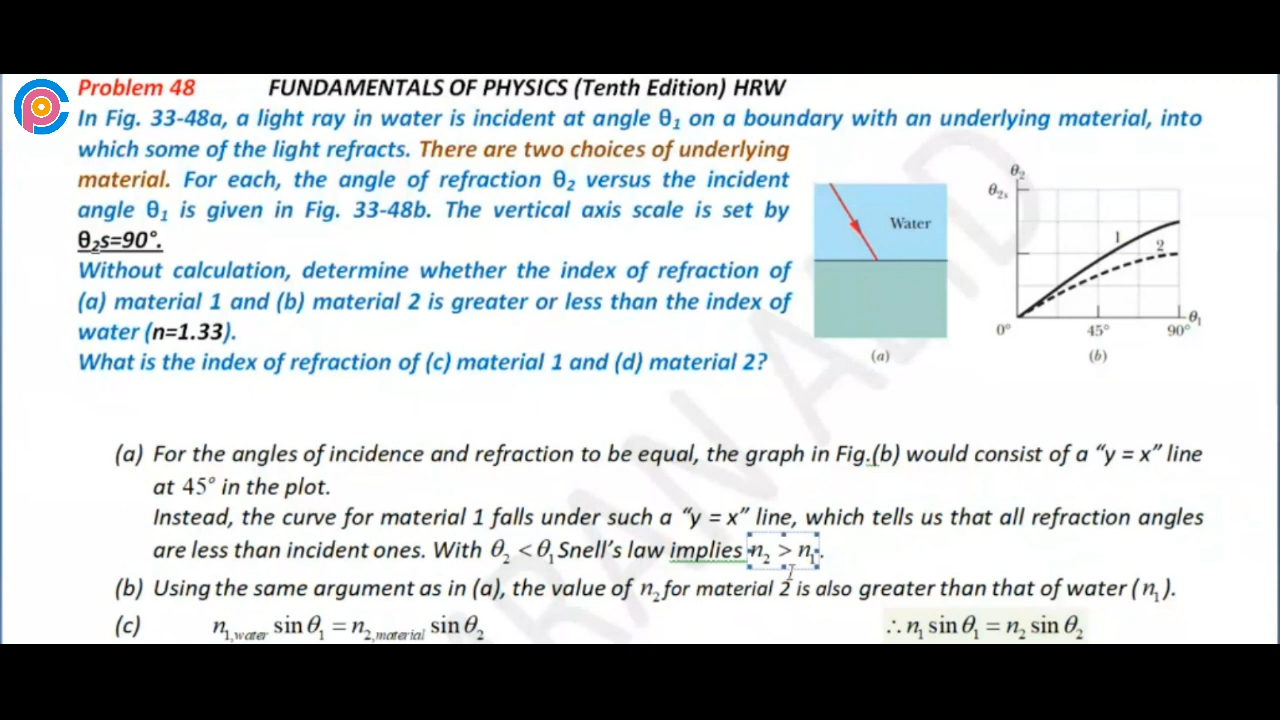 Problem 48 FUNDAMENTALS OF PHYSICS (Tenth Edition) HRW
In Fig. 33-48a, a light ray in water is incident at angle θ₁ on a boundary with an underlying material, into
which some of the light refracts. There are two choices of underlying
material. For each, the angle of refraction θ₂ versus the incident
angle θ₁ is given in Fig. 33-48b. The vertical axis scale is set by
θ₂s=90°.
Without calculation, determine whether the index of refraction of
(a) material 1 and (b) material 2 is greater or less than the index of
water (n=1.33).
What is the index of refraction of (c) material 1 and (d) material 2?
Water
(a)
θ₂
θ₂ₛ
1
2
θ₁
0°
45°
90°
(b)
(a) For the angles of incidence and refraction to be equal, the graph in Fig.(b) would consist of a “y = x” line
at 45° in the plot.
Instead, the curve for material 1 falls under such a “y = x” line, which tells us that all refraction angles
are less than incident ones. With θ₂ < θ₁ Snell’s law implies n₂ > n₁.
(b) Using the same argument as in (a), the value of n₂ for material 2 is also greater than that of water (n₁).
(c) n₁,water sin θ₁ = n₂,material sin θ₂ ∴ n₁ sin θ₁ = n₂ sin θ₂